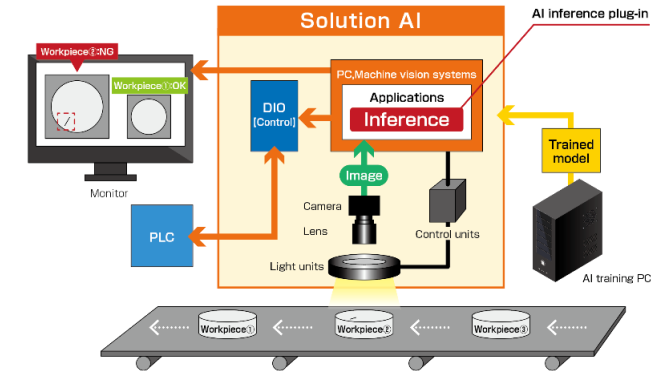 Solution AI
AI inference plug-in
Workpiece②:NG
Workpiece①:OK
PC,Machine vision systems
Applications
Inference
DIO
[Control]
Trained
model
Image
Monitor
Camera
PLC
Lens
Control units
Light units
AI training PC
Workpiece①
Workpiece②
Workpiece③